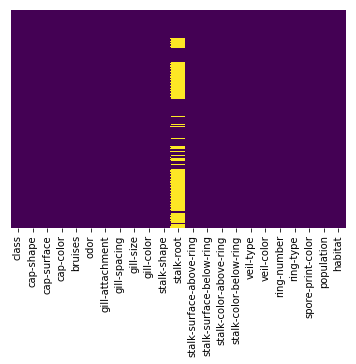 class
cap-shape
cap-surface
cap-color
bruises
odor
gill-attachment
gill-spacing
gill-size
gill-color
stalk-shape
stalk-root
stalk-surface-above-ring
stalk-surface-below-ring
stalk-color-above-ring
stalk-color-below-ring
veil-type
veil-color
ring-number
ring-type
spore-print-color
population
habitat